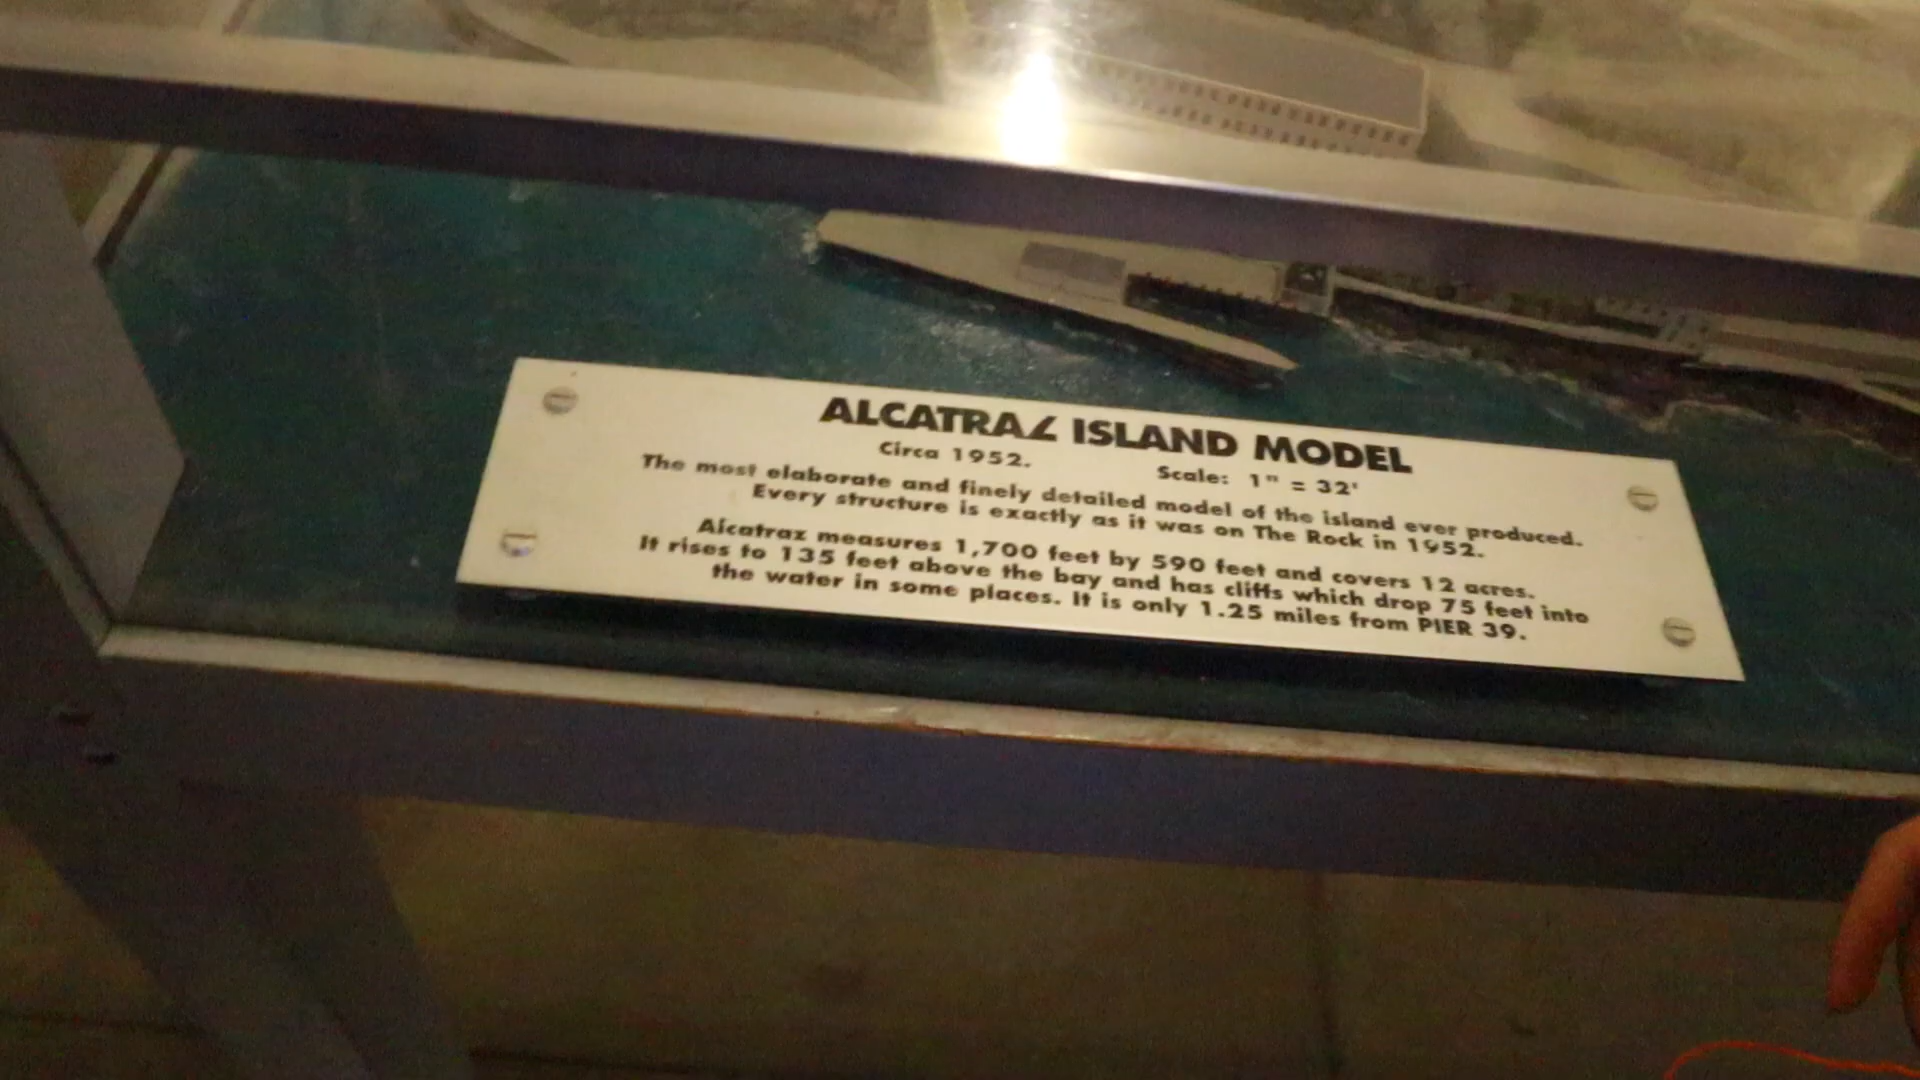 ALCATRAZ ISLAND MODEL
Circa 1952. Scale: 1" = 32'
The most elaborate and finely detailed model of the island ever produced.
Every structure is exactly as it was on The Rock in 1952.
Alcatraz measures 1,700 feet by 590 feet and covers 12 acres.
It rises to 135 feet above the bay and has cliffs which drop 75 feet into
the water in some places. It is only 1.25 miles from PIER 39.